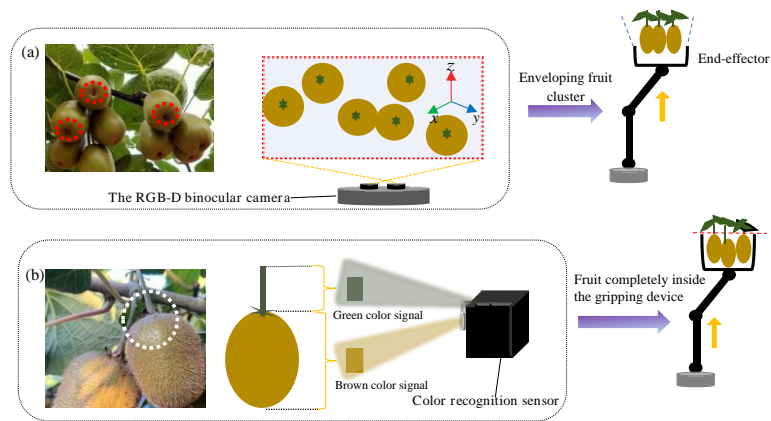 (a)
z
x
y
The RGB-D binocular camera
Enveloping fruit
cluster
End-effector
(b)
Green color signal
Brown color signal
Color recognition sensor
Fruit completely inside
the gripping device